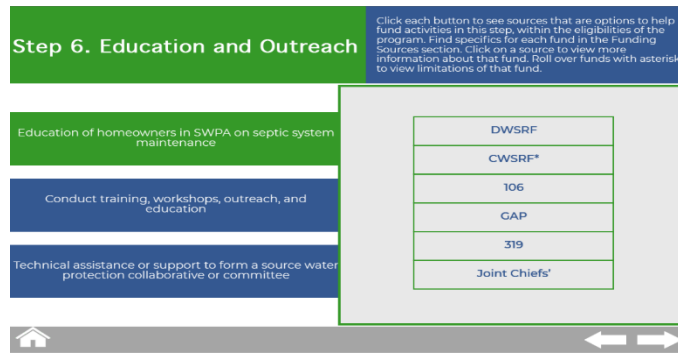 Step 6. Education and Outreach
Click each button to see sources that are options to help
fund activities in this step, within the eligibilities of the
program. Find specifics for each fund in the Funding
Sources section. Click on a source to view more
information about that fund. Roll over funds with asterisk
to view limitations of that fund.
Education of homeowners in SWPA on septic system
maintenance
Conduct training, workshops, outreach, and
education
Technical assistance or support to form a source water
protection collaborative or committee
DWSRF
CWSRF*
106
GAP
319
Joint Chiefs'